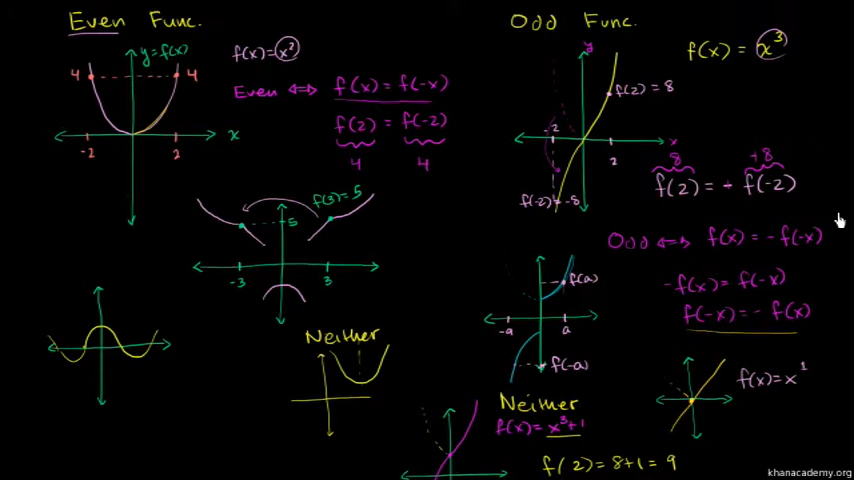 Even Func.
y=f(x)
4
4
-2
2
x
f(x)=x²
Even ⇔ f(x) = f(-x)
f(2) = f(-2)
4
4
f(3)=5
5
-3
3
Neither
Odd Func.
y
f(x) = x³
f(2) = 8
-2
x
2
f(-2)=-8
8
+8
f(2) = - f(-2)
Odd ⇔ f(x) = -f(-x)
-f(x) = f(-x)
f(-x) = - f(x)
f(a)
-a
a
f(-a)
f(x)=x¹
Neither
f(x)= x³+1
f(2) = 8+1 = 9
khanacademy.org